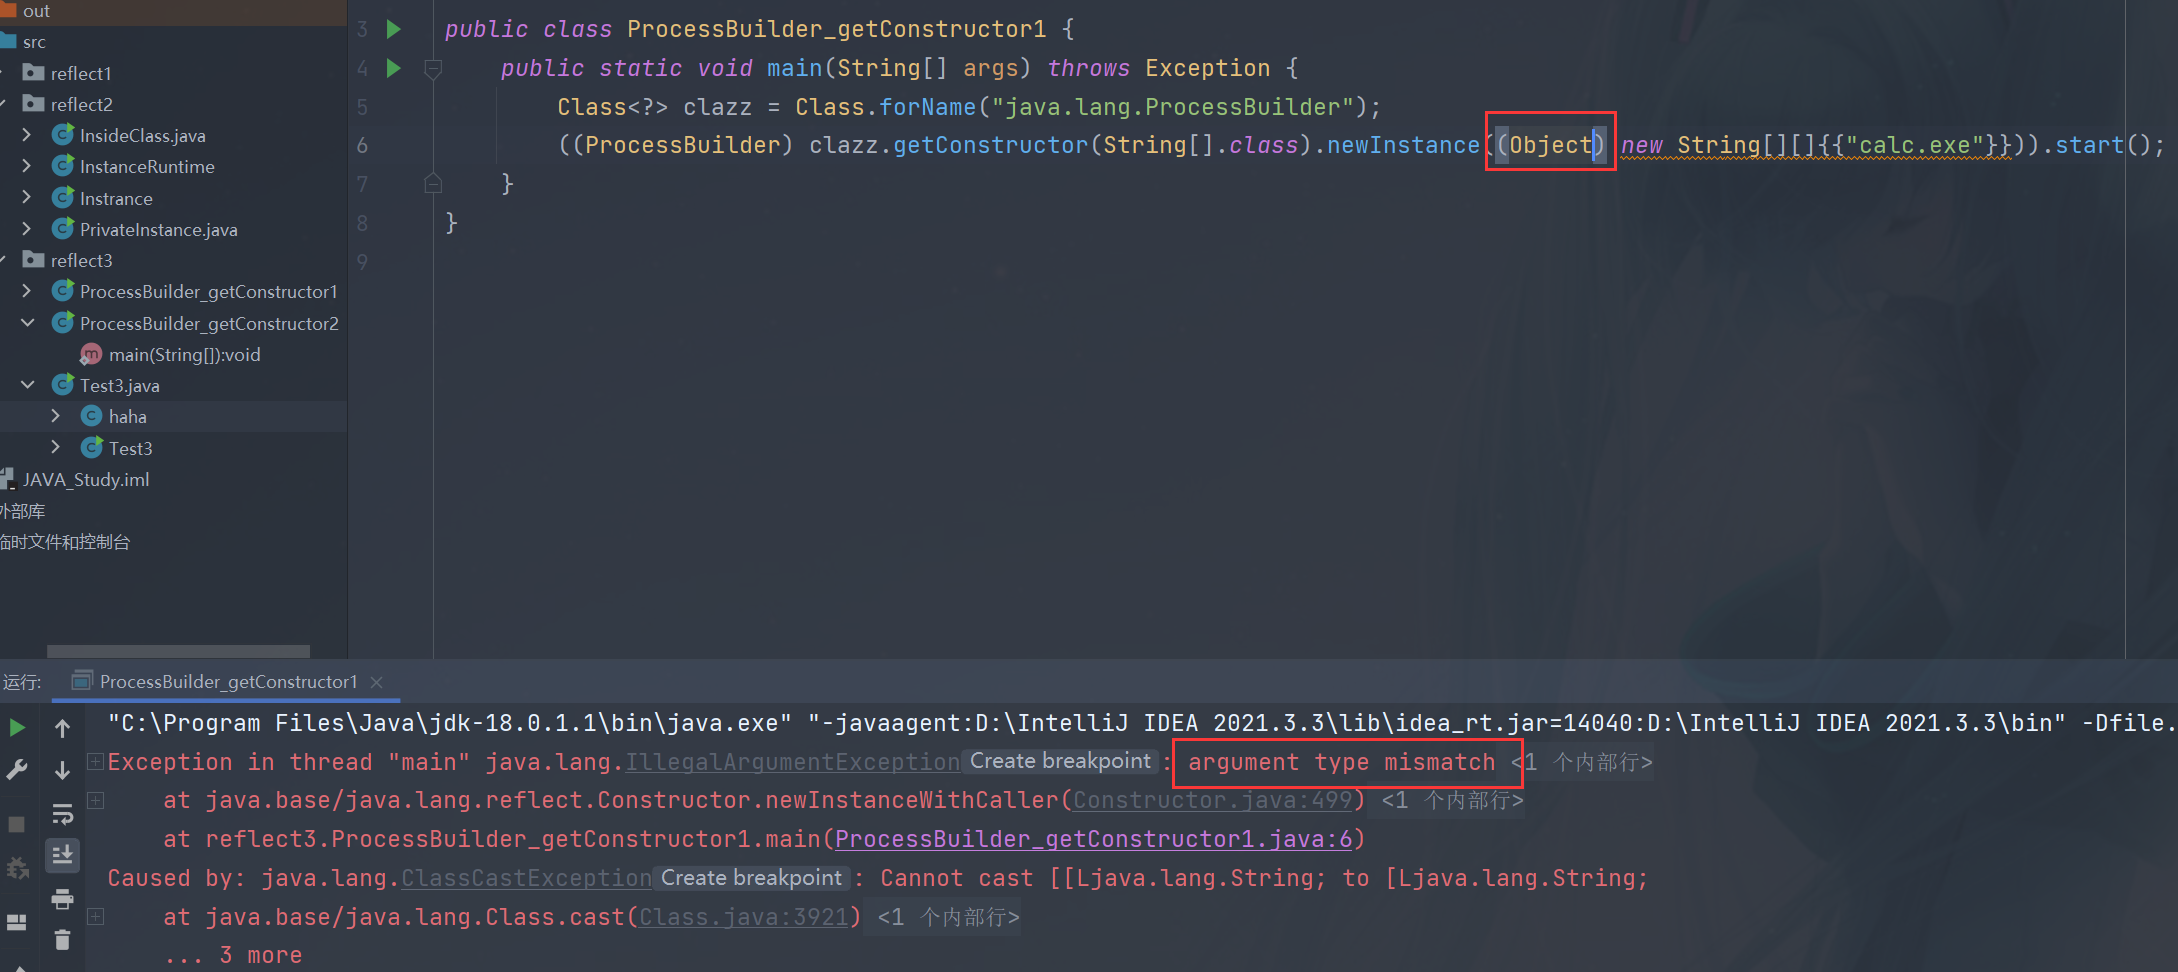 out
src
reflect1
reflect2
InsideClass.java
InstanceRuntime
Instrance
PrivateInstance.java
reflect3
ProcessBuilder_getConstructor1
ProcessBuilder_getConstructor2
main(String[]):void
Test3.java
haha
Test3
JAVA_Study.iml
外部库
临时文件和控制台
3 public class ProcessBuilder_getConstructor1 {
4 public static void main(String[] args) throws Exception {
5 Class<?> clazz = Class.forName("java.lang.ProcessBuilder");
6 ((ProcessBuilder) clazz.getConstructor(String[].class).newInstance((Object) new String[][]{{"calc.exe"}})).start();
7 }
8 }
9
运行: ProcessBuilder_getConstructor1
"C:\Program Files\Java\jdk-18.0.1.1\bin\java.exe" "-javaagent:D:\IntelliJ IDEA 2021.3.3\lib\idea_rt.jar=14040:D:\IntelliJ IDEA 2021.3.3\bin" -Dfile.
Exception in thread "main" java.lang.IllegalArgumentException Create breakpoint : argument type mismatch <1 个内部行>
at java.base/java.lang.reflect.Constructor.newInstanceWithCaller(Constructor.java:499) <1 个内部行>
at reflect3.ProcessBuilder_getConstructor1.main(ProcessBuilder_getConstructor1.java:6)
Caused by: java.lang.ClassCastException Create breakpoint : Cannot cast [[Ljava.lang.String; to [Ljava.lang.String;
at java.base/java.lang.Class.cast(Class.java:3921) <1 个内部行>
... 3 more